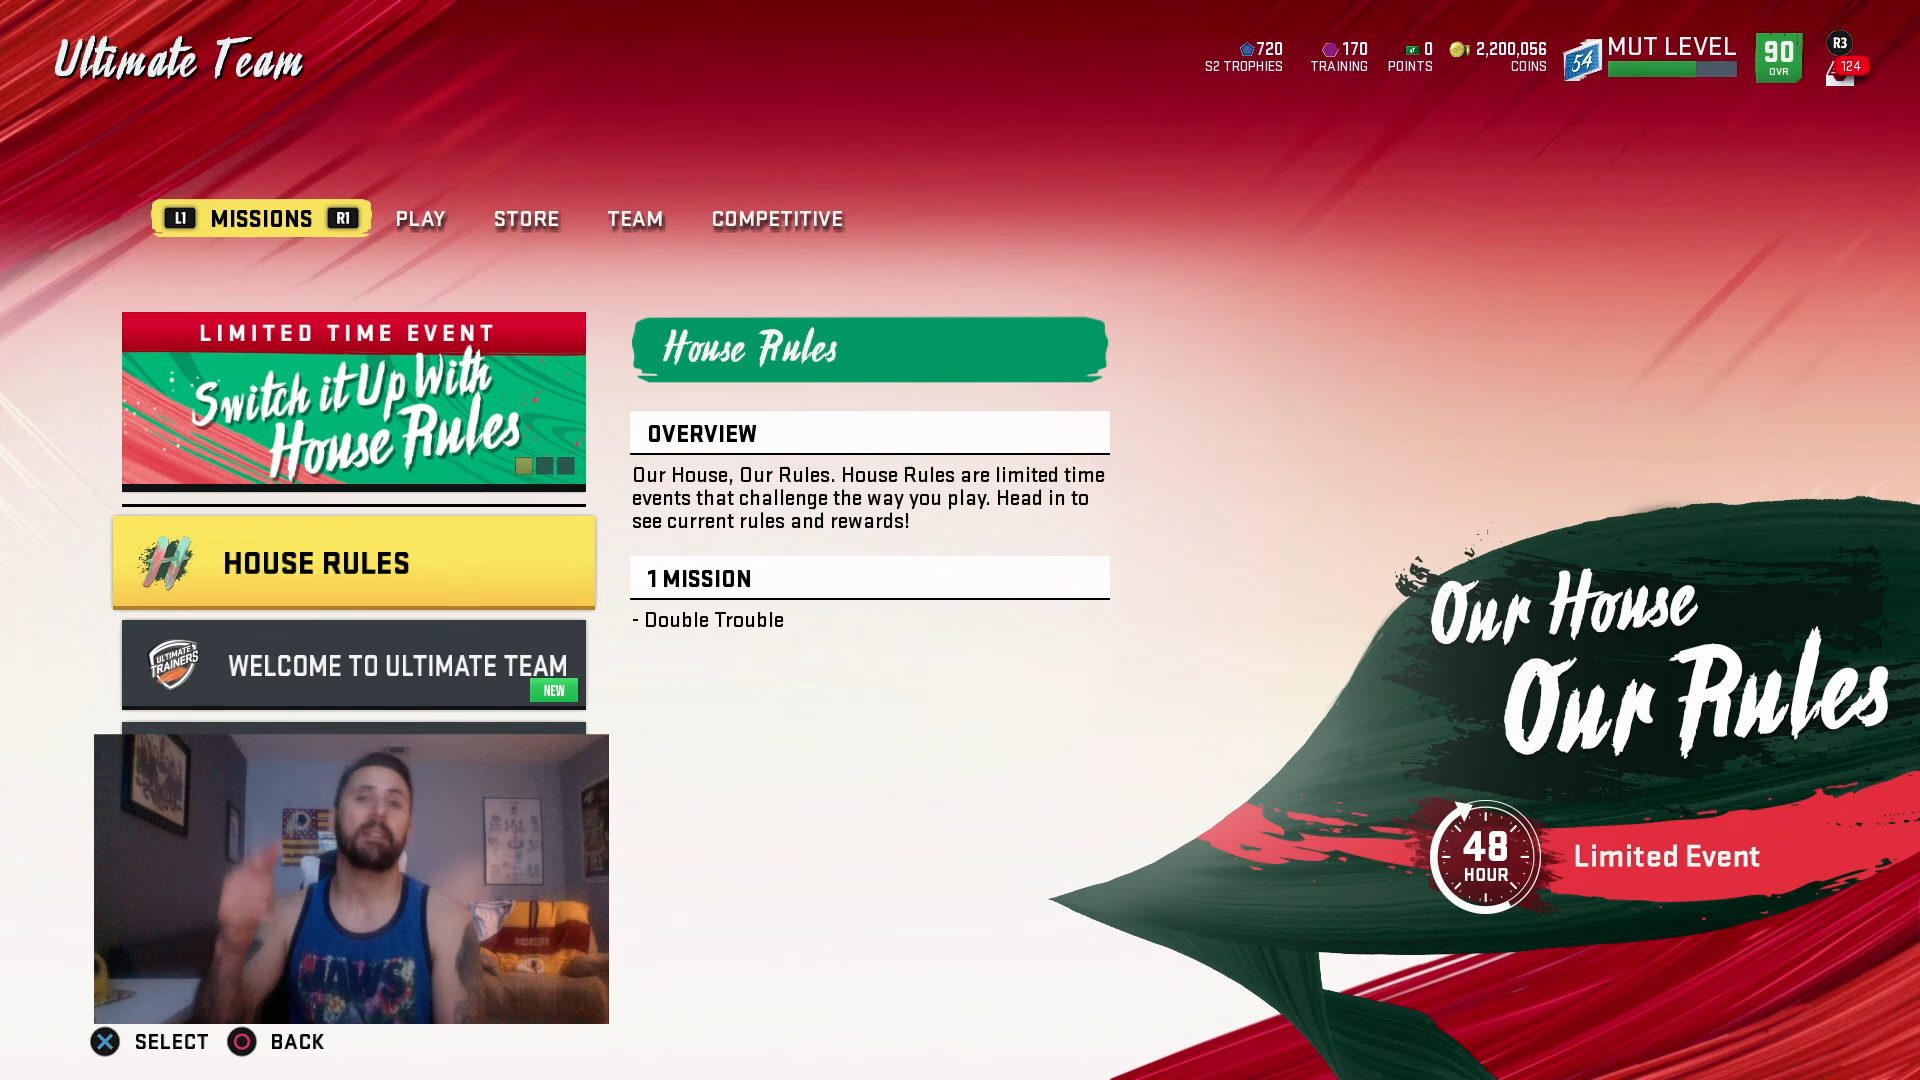 Ultimate Team
720
S2 TROPHIES
170
TRAINING
0
POINTS
2,200,056
COINS
54
MUT LEVEL
90
OVR
R3
124
L1 MISSIONS R1 PLAY STORE TEAM COMPETITIVE
LIMITED TIME EVENT
Switch it Up With
House Rules
HOUSE RULES
ULTIMATE
TRAINERS
WELCOME TO ULTIMATE TEAM
NEW
House Rules
OVERVIEW
Our House, Our Rules. House Rules are limited time
events that challenge the way you play. Head in to
see current rules and rewards!
1 MISSION
- Double Trouble
Our House
Our Rules
48
HOUR
Limited Event
SELECT BACK